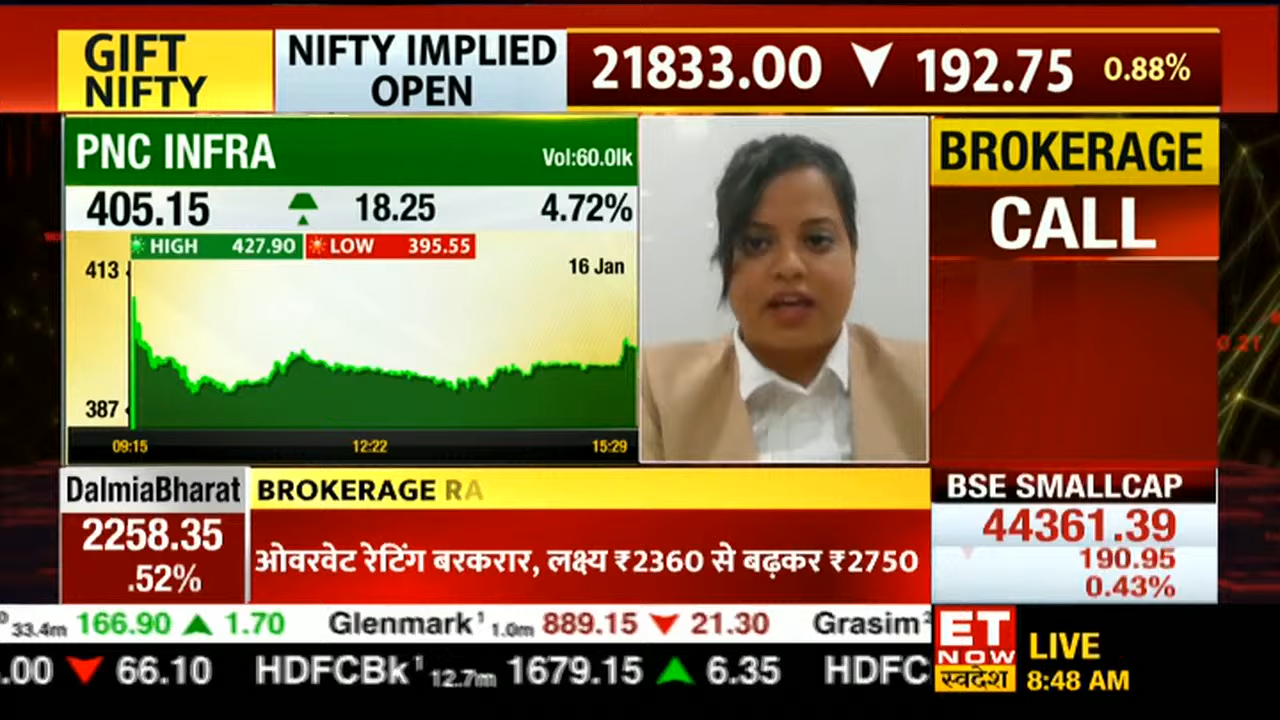 GIFT
NIFTY
NIFTY IMPLIED
OPEN
21833.00 ▼ 192.75 0.88%
PNC INFRA Vol:60.0lk
405.15 ▲ 18.25 4.72%
HIGH 427.90 LOW 395.55
413
16 Jan
387
09:15 12:22 15:29
BROKERAGE
CALL
DalmiaBharat
2258.35
.52%
BROKERAGE RA
ओवरवेट रेटिंग बरकरार, लक्ष्य ₹2360 से बढ़कर ₹2750
BSE SMALLCAP
44361.39
190.95
0.43%
33.4m 166.90 ▲ 1.70 Glenmark¹ 1.0m 889.15 ▼ 21.30 Grasim²
.00 ▼ 66.10 HDFCBk¹ 12.7m 1679.15 ▲ 6.35 HDFC
ET
NOW
स्वदेश
LIVE
8:48 AM